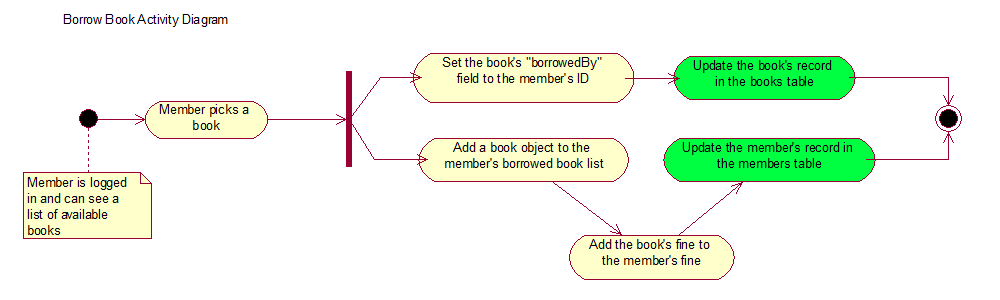 Borrow Book Activity Diagram
Set the book's "borrowedBy"
field to the member's ID
Update the book's record
in the books table
Member picks a
book
Add a book object to the
member's borrowed book list
Update the member's record in
the members table
Member is logged
in and can see a
list of available
books
Add the book's fine to
the member's fine